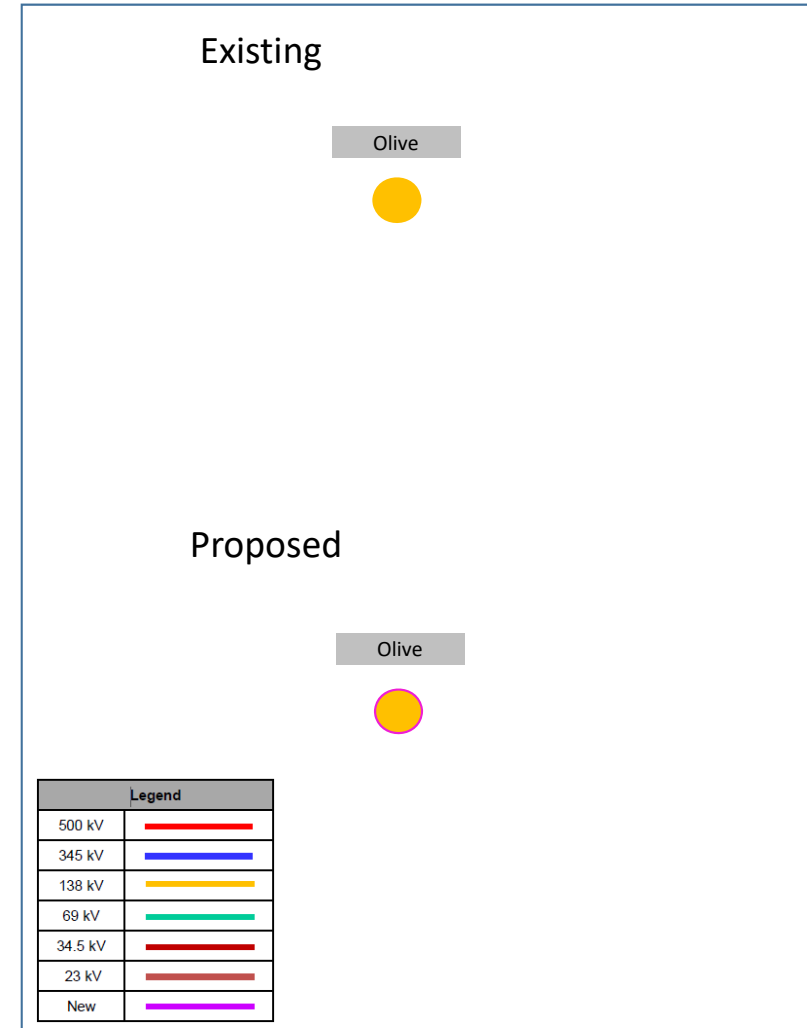 Existing
Olive
Proposed
Olive
Legend
500 kV
345 kV
138 kV
69 kV
34.5 kV
23 kV
New